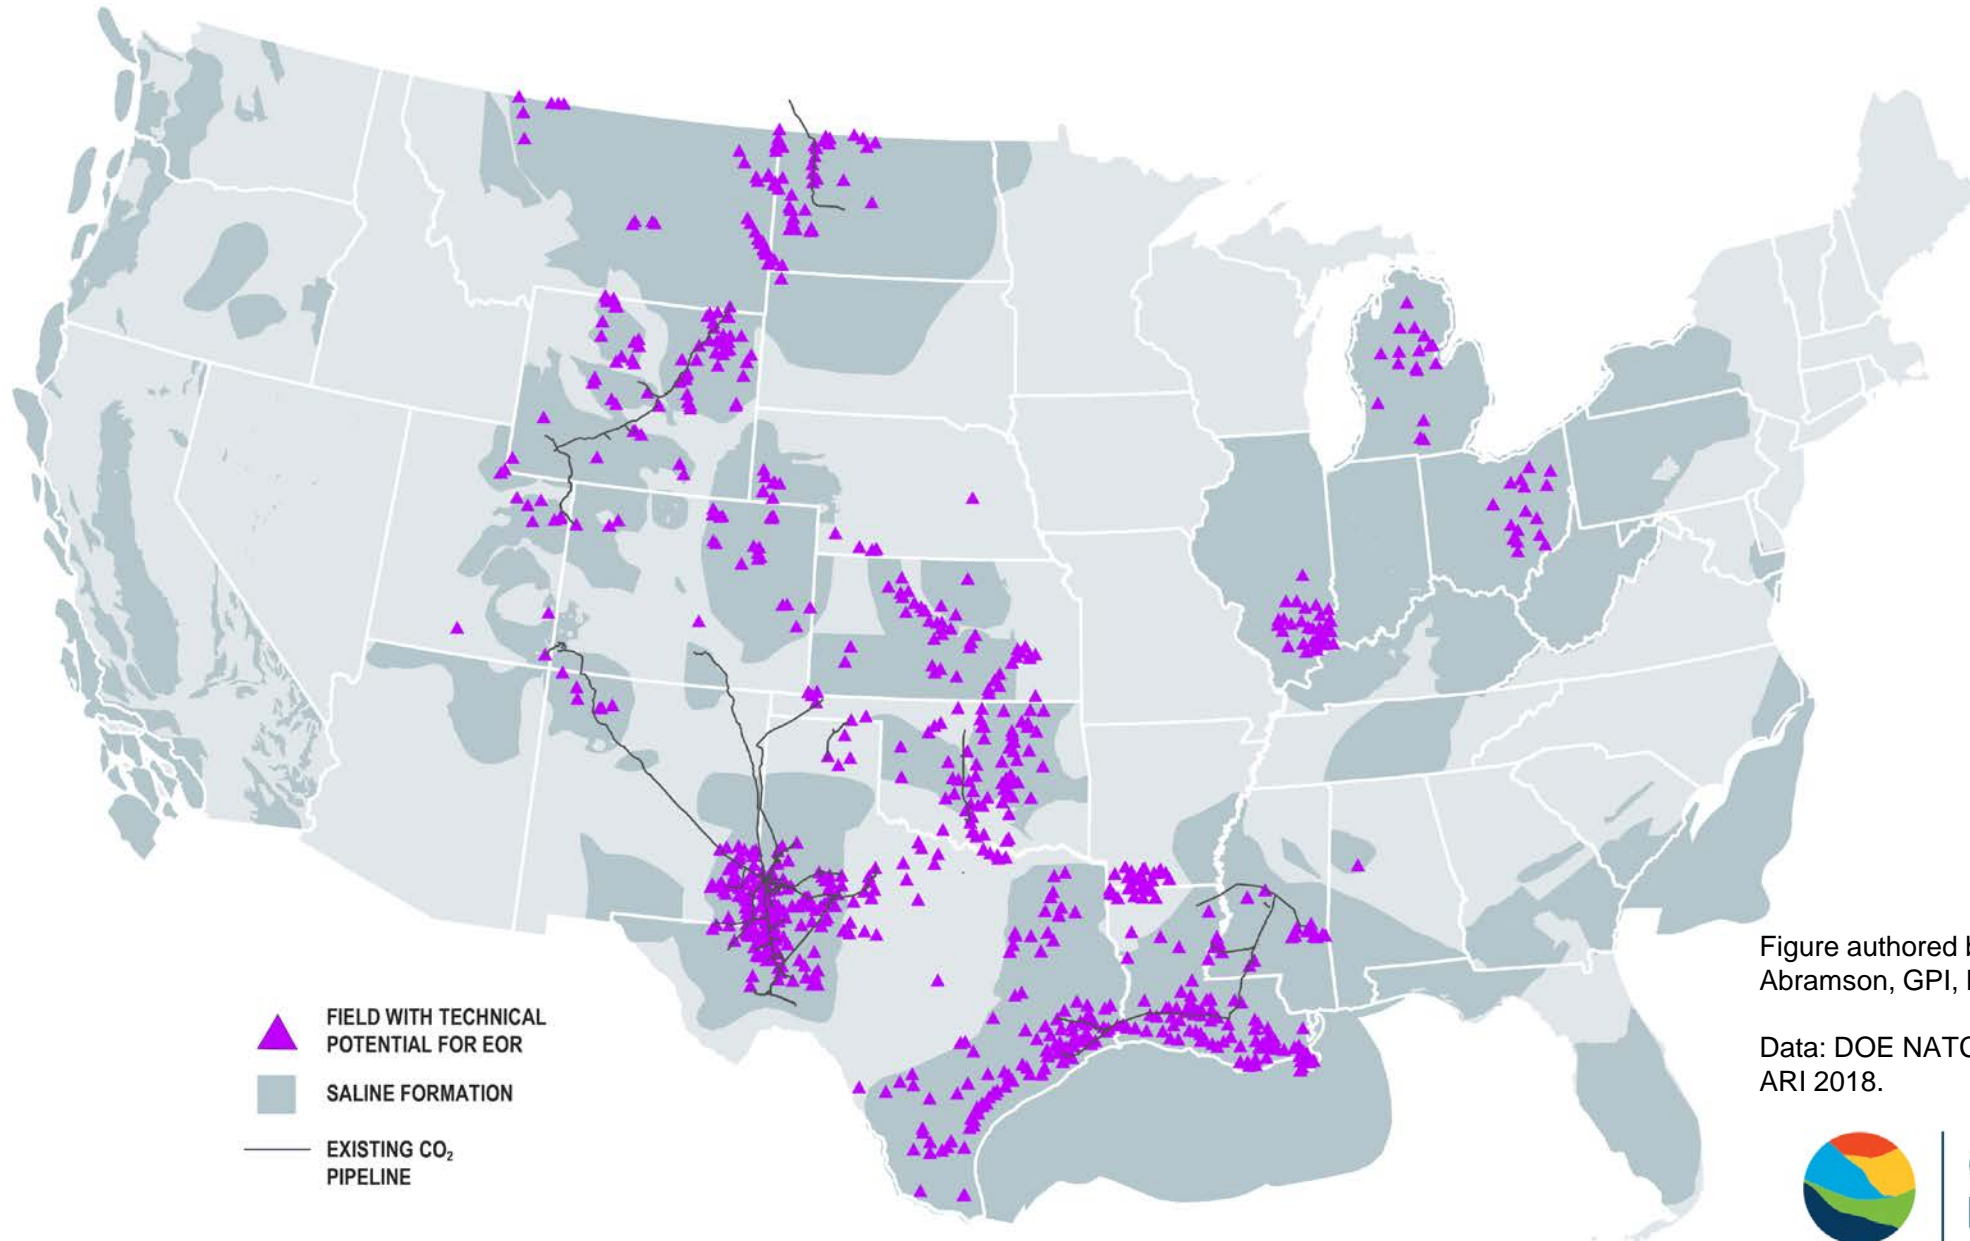 FIELD WITH TECHNICAL
POTENTIAL FOR EOR
SALINE FORMATION
EXISTING CO₂
PIPELINE
Figure authored
Abramson, GPI,
Data: DOE
ARI 2018.